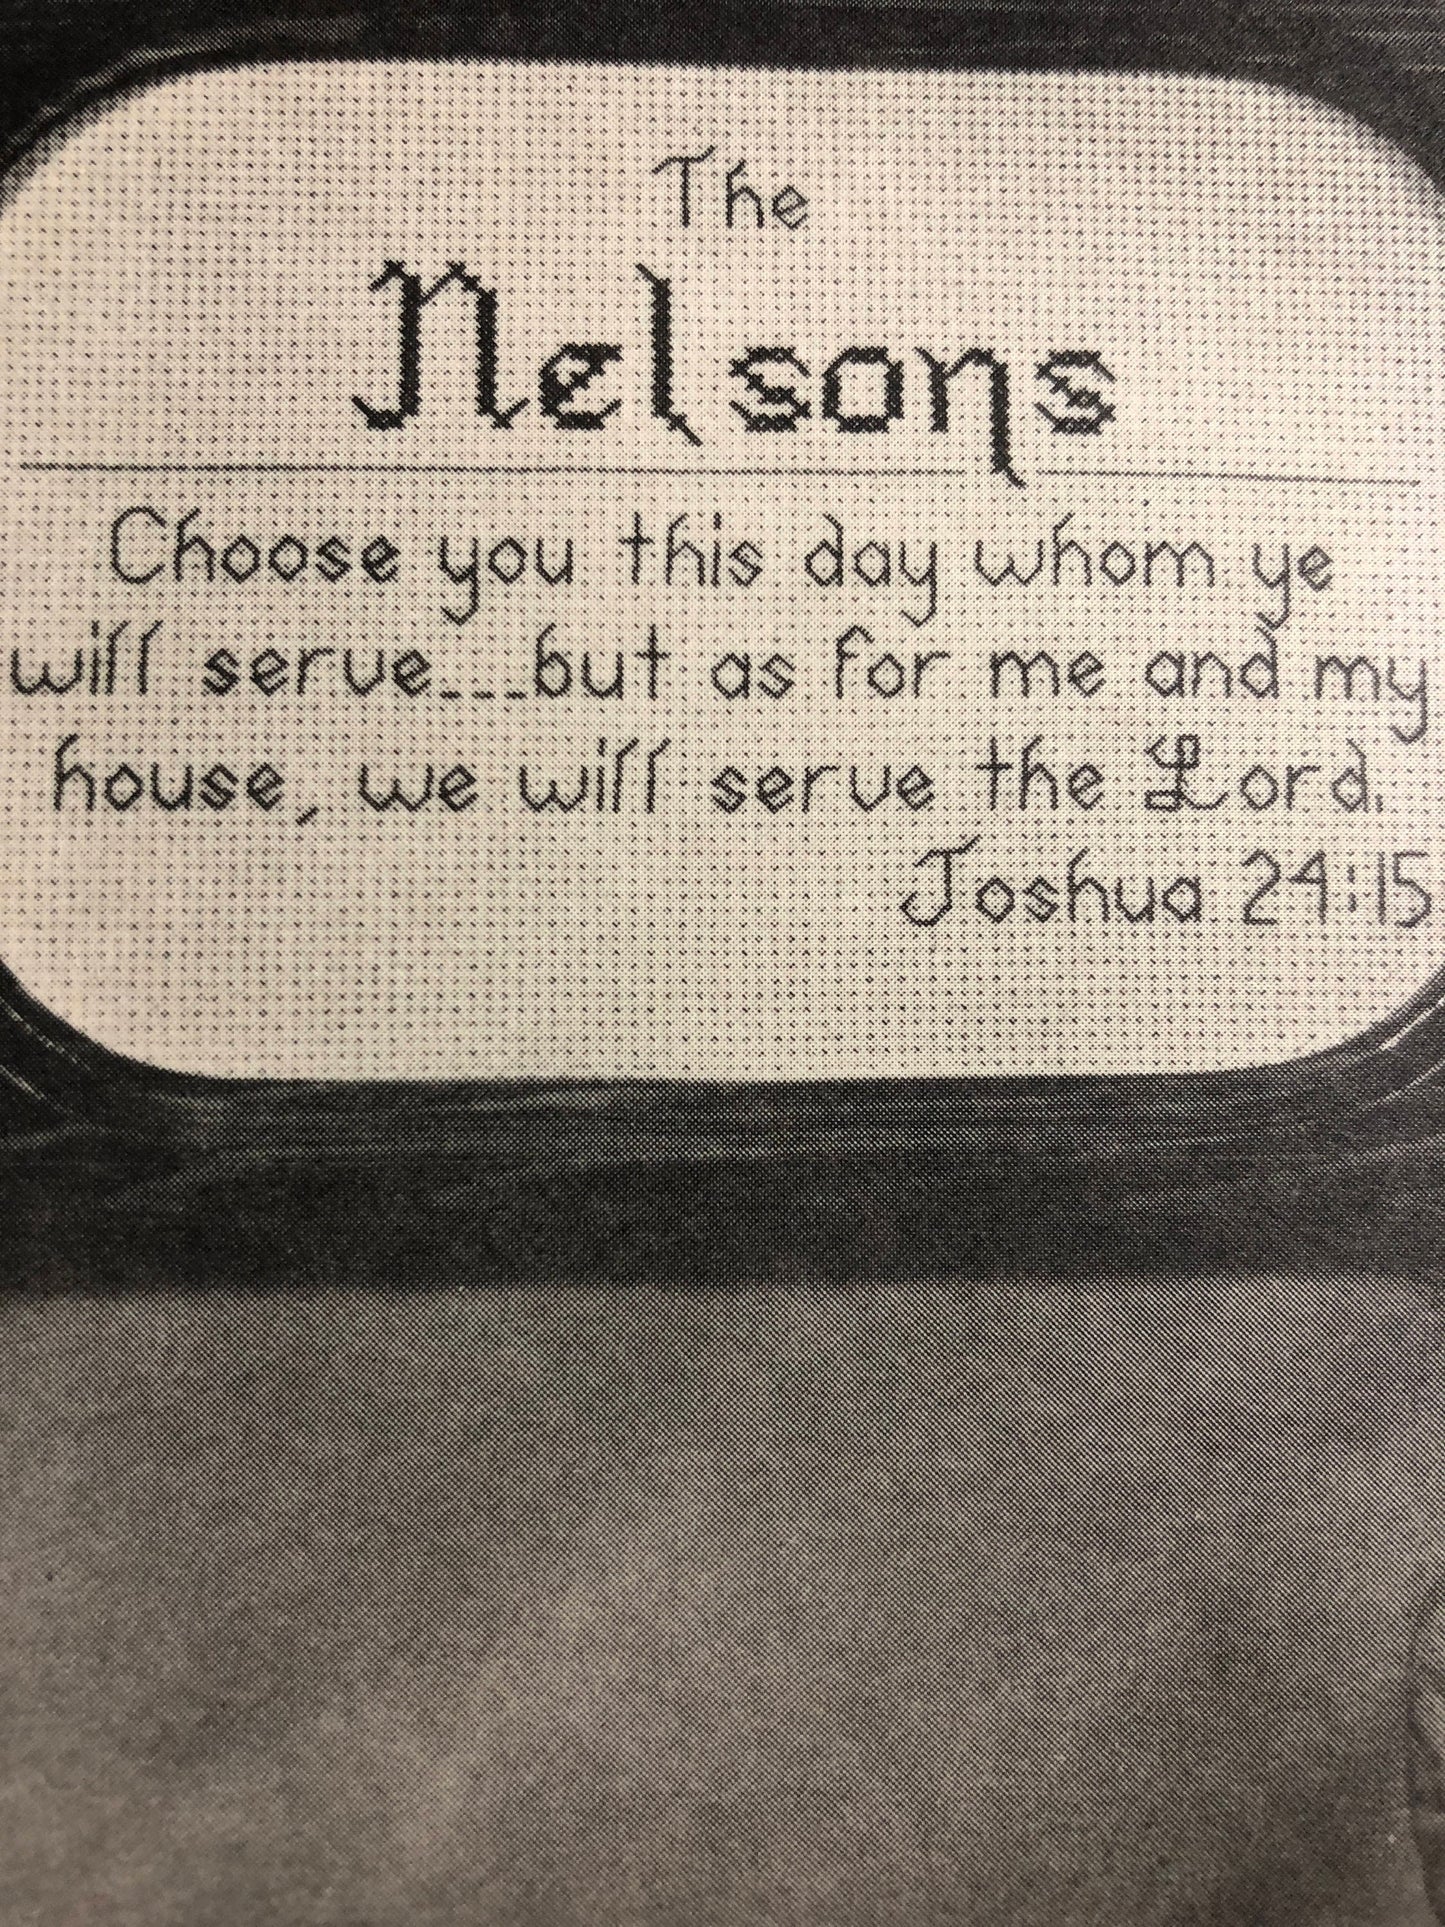 The
Nelsons
Choose you this day whom ye
will serve...but as for me and my
house, we will serve the Lord.
Joshua 24:15